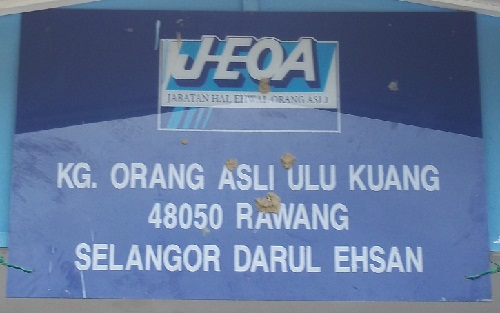 JHEOA
JABATAN HAL EHWAL ORANG ASLI
KG. ORANG ASLI ULU KUANG
48050 RAWANG
SELANGOR DARUL EHSAN